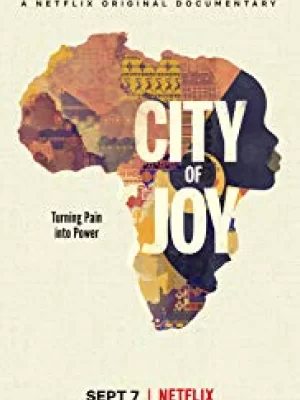 A NETFLIX ORIGINAL DOCUMENTARY
CITY
OF
JOY
Turning Pain
into Power
SEPT 7 | NETFLIX